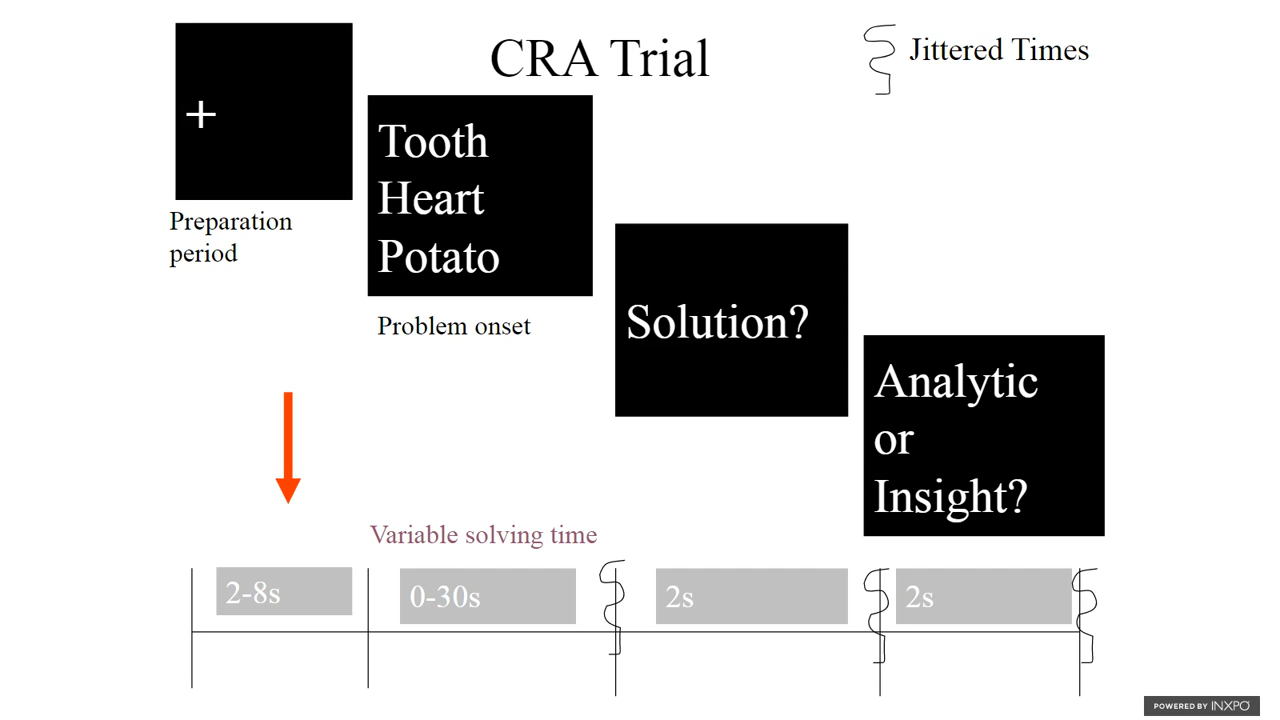 CRA Trial
Jittered Times
+
Preparation
period
Tooth
Heart
Potato
Problem onset
Solution?
Analytic
or
Insight?
Variable solving time
2-8s
0-30s
2s
2s
POWERED BY INXPO